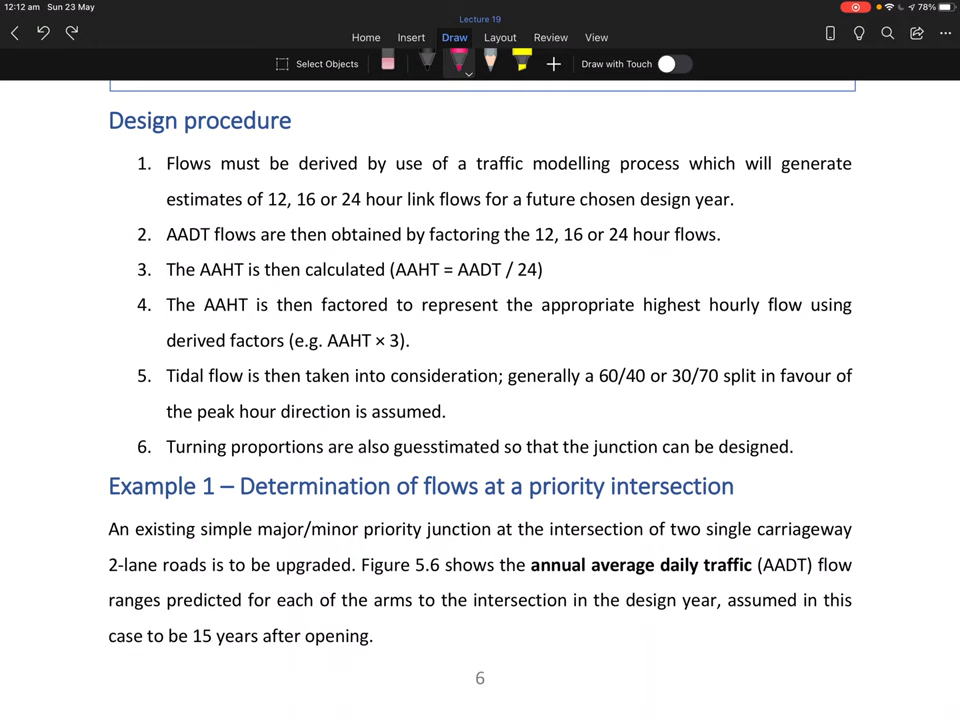 12:12 am Sun 23 May
78%
Lecture 19
Home Insert Draw Layout Review View
Select Objects
Draw with Touch
Design procedure
1. Flows must be derived by use of a traffic modelling process which will generate
estimates of 12, 16 or 24 hour link flows for a future chosen design year.
2. AADT flows are then obtained by factoring the 12, 16 or 24 hour flows.
3. The AAHT is then calculated (AAHT = AADT / 24)
4. The AAHT is then factored to represent the appropriate highest hourly flow using
derived factors (e.g. AAHT × 3).
5. Tidal flow is then taken into consideration; generally a 60/40 or 30/70 split in favour of
the peak hour direction is assumed.
6. Turning proportions are also guesstimated so that the junction can be designed.
Example 1 – Determination of flows at a priority intersection
An existing simple major/minor priority junction at the intersection of two single carriageway
2-lane roads is to be upgraded. Figure 5.6 shows the annual average daily traffic (AADT) flow
ranges predicted for each of the arms to the intersection in the design year, assumed in this
case to be 15 years after opening.
6